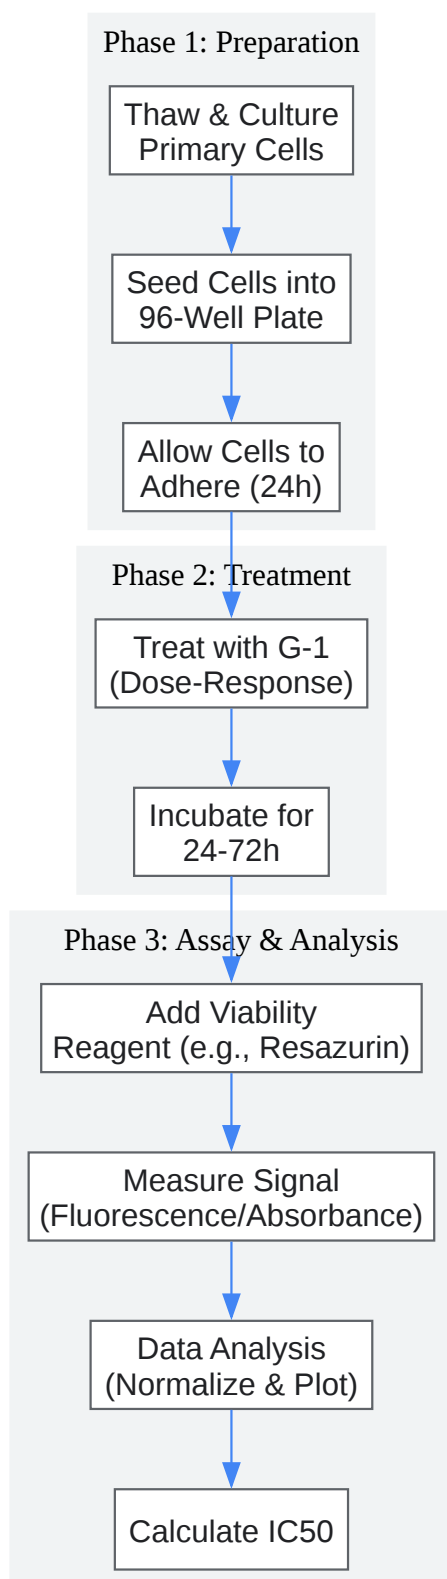 Phase 1: Preparation
Thaw & Culture
Primary Cells
Seed Cells into
96-Well Plate
Allow Cells to
Adhere (24h)
Phase 2: Treatment
Treat with G-1
(Dose-Response)
Incubate for
24-72h
Phase 3: Assay & Analysis
Add Viability
Reagent (e.g., Resazurin)
Measure Signal
(Fluorescence/Absorbance)
Data Analysis
(Normalize & Plot)
Calculate IC50